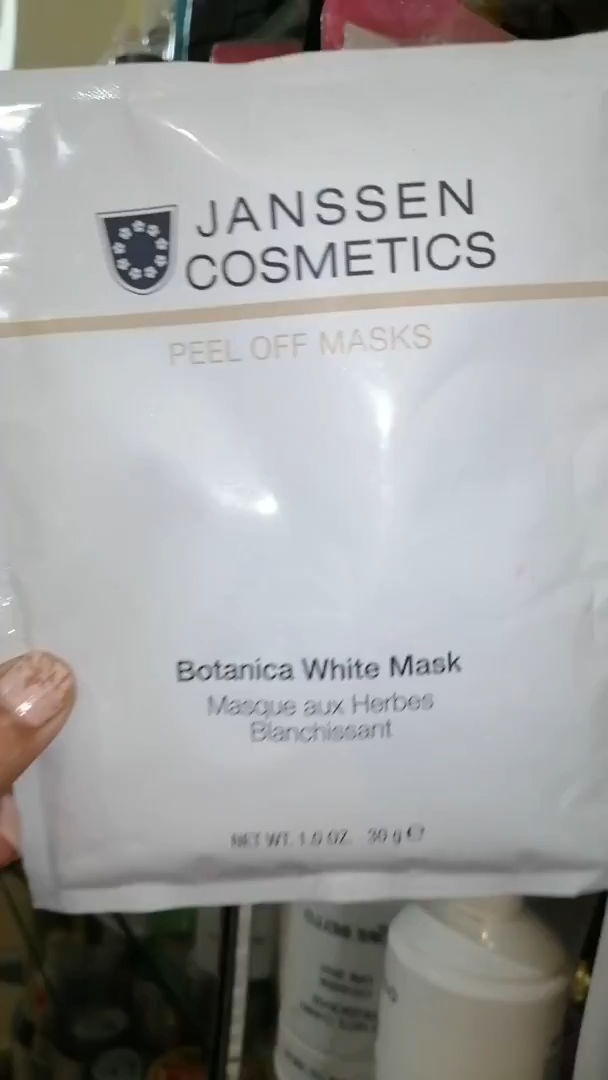 JANSSEN
COSMETICS
PEEL OFF MASKS
Botanica White Mask
Masque aux Herbes
Blanchissant
NET WT. 1.0 OZ. 30 g ℮